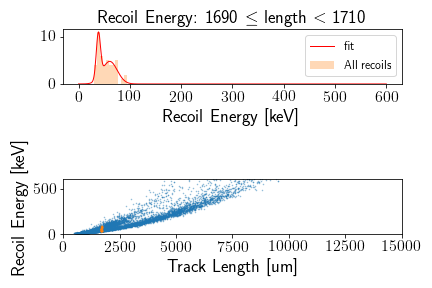 Recoil Energy: 1690 ≤ length < 1710
10
0
fit
All recoils
0 100 200 300 400 500 600
Recoil Energy [keV]
Recoil Energy [keV]
500
0
0 2500 5000 7500 10000 12500 15000
Track Length [um]